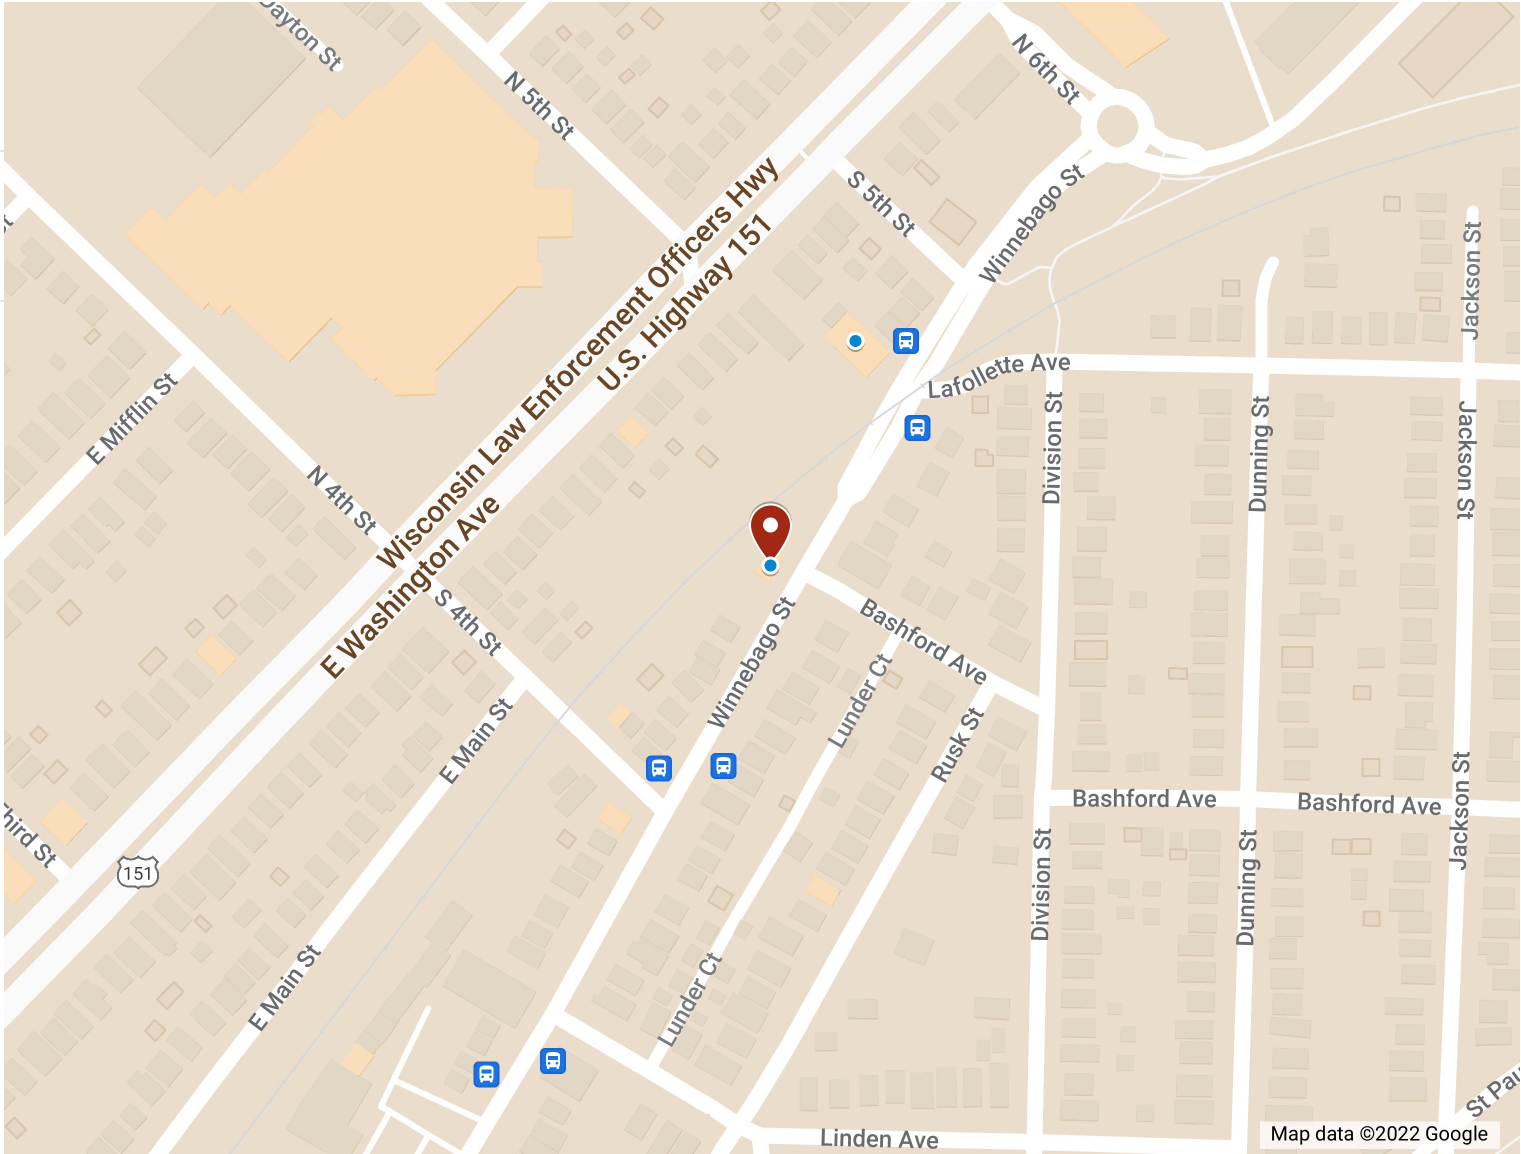 Dayton St
N 5th St
N 6th St
Wisconsin Law Enforcement Officers Hwy
U.S. Highway 151
S 5th St
Winnebago St
Jackson St
Lafollette Ave
E Mifflin St
N 4th St
Division St
Dunning St
Jackson St
E Washington Ave
S 4th St
Bashford Ave
Winnebago St
Lunder Ct
E Main St
Rusk St
Bashford Ave
Bashford Ave
Jackson St
151
Division St
Dunning St
E Main St
Lunder Ct
Linden Ave
Map data ©2022 Google